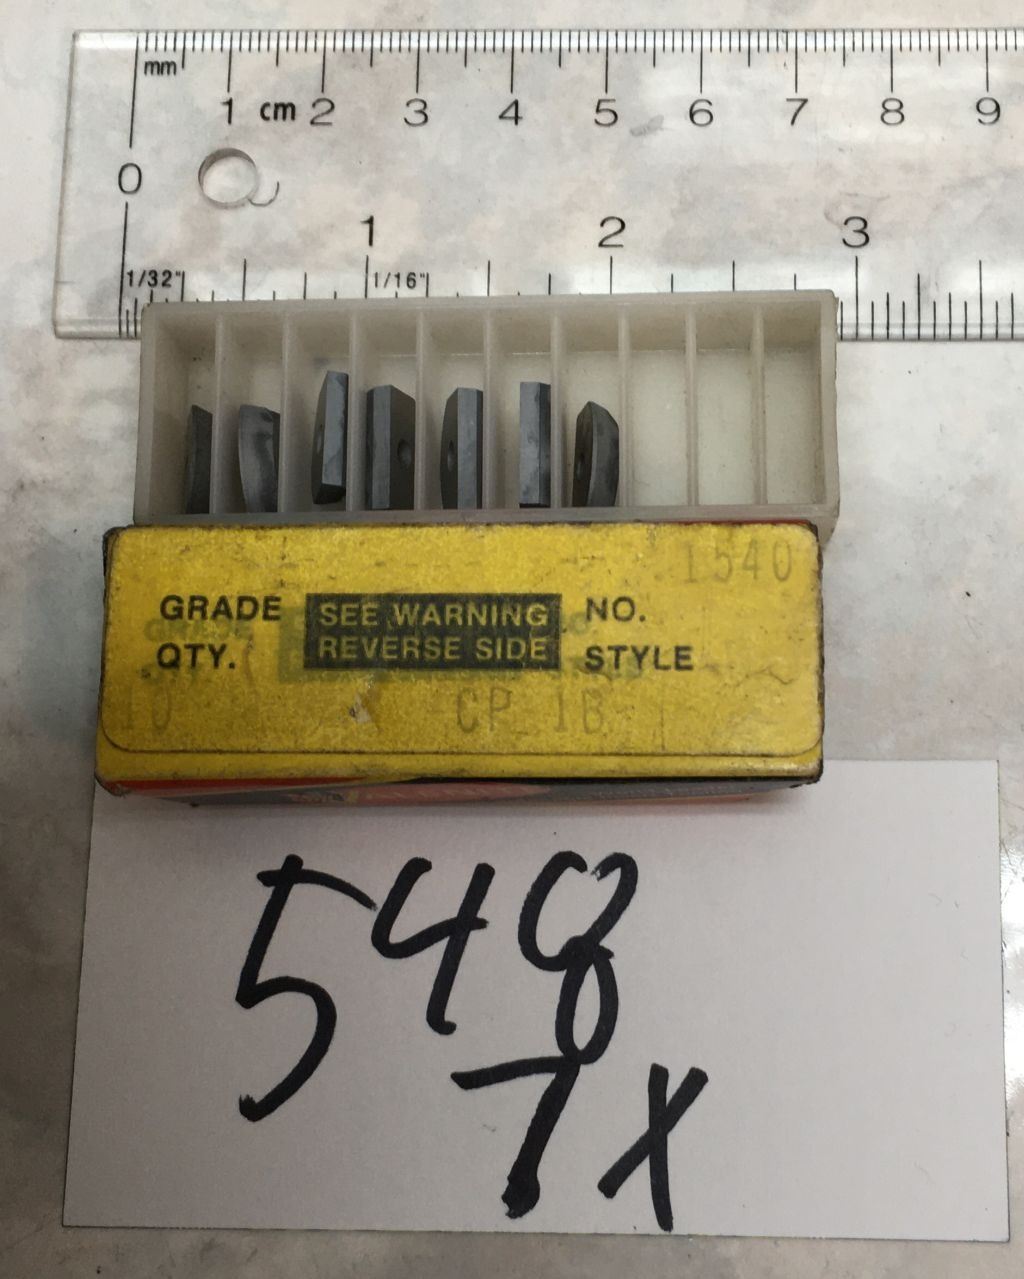 mm
1 cm 2 3 4 5 6 7 8 9
0
1 2 3
1/32" 1/16"
1540
GRADE SEE WARNING NO.
QTY. REVERSE SIDE STYLE
10 CP 1B
548
7x